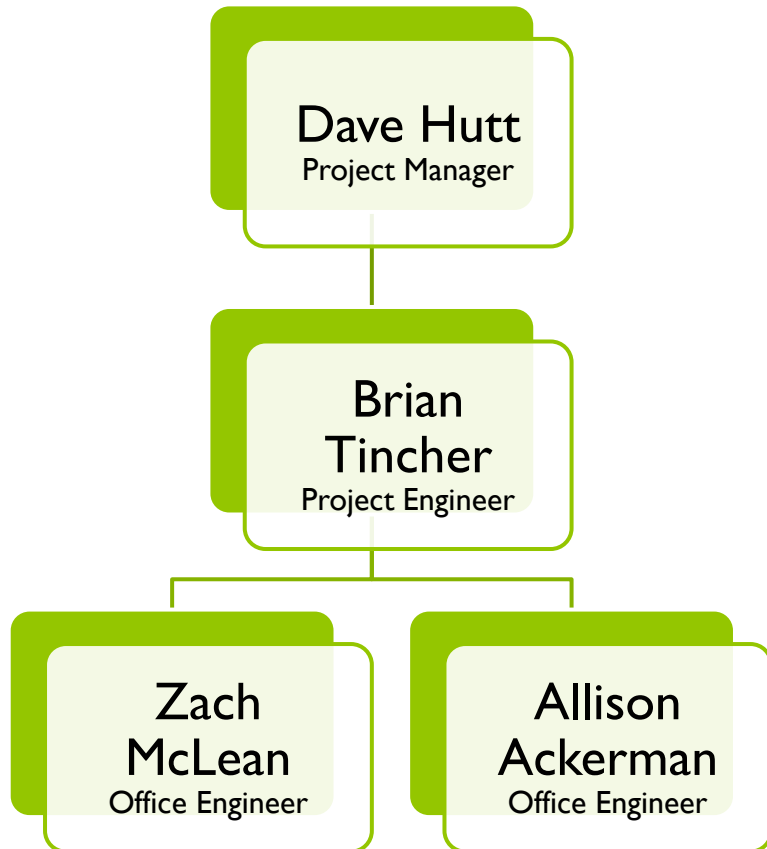 Dave Hutt
Project Manager
Brian
Tincher
Project Engineer
Zach
McLean
Office Engineer
Allison
Ackerman
Office Engineer